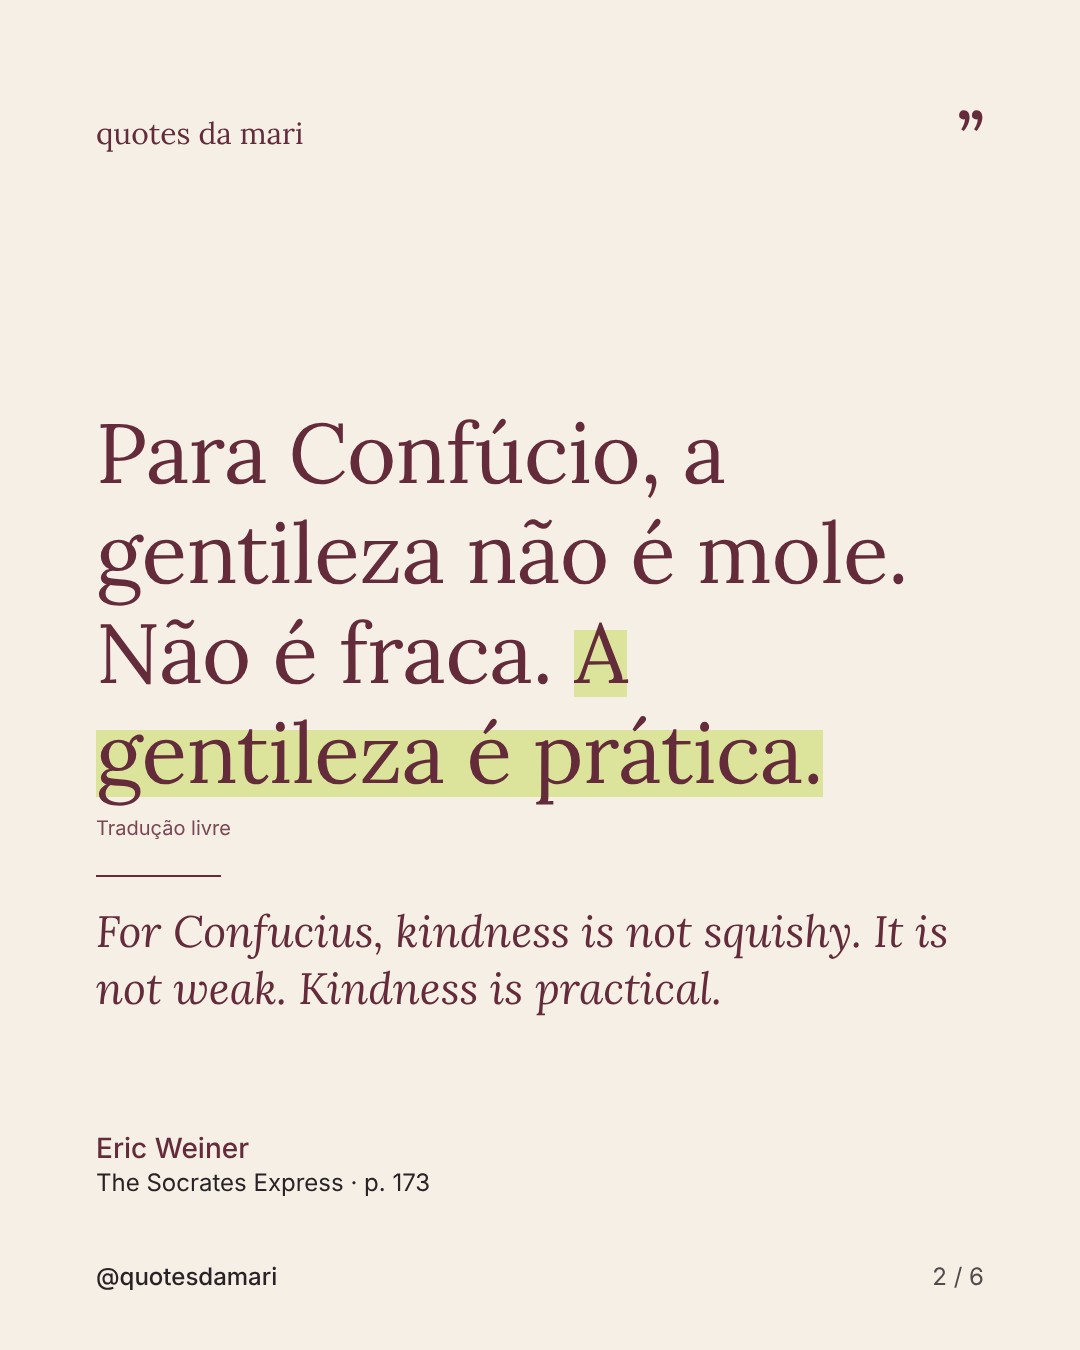 quotes da mari
”
Para Confúcio, a
gentileza não é mole.
Não é fraca. A
gentileza é prática.
Tradução livre
For Confucius, kindness is not squishy. It is
not weak. Kindness is practical.
Eric Weiner
The Socrates Express · p. 173
@quotesdamari
2 / 6